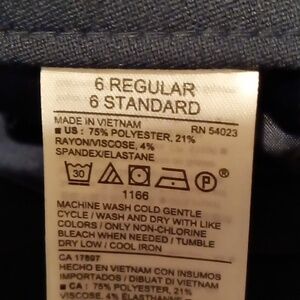 6 REGULAR
6 STANDARD
MADE IN VIETNAM RN 54023
■ US : 75% POLYESTER, 21%
RAYON/VISCOSE, 4%
SPANDEX/ELASTANE
30 P
1166
MACHINE WASH COLD GENTLE
CYCLE / WASH AND DRY WITH LIKE
COLORS / ONLY NON-CHLORINE
BLEACH WHEN NEEDED / TUMBLE
DRY LOW / COOL IRON
CA 17897
HECHO EN VIETNAM CON INSUMOS
IMPORTADOS / DIBUAT DI VIETNAM
■ CA : 75% POLYESTER, 21%
VISCOSE, 4%